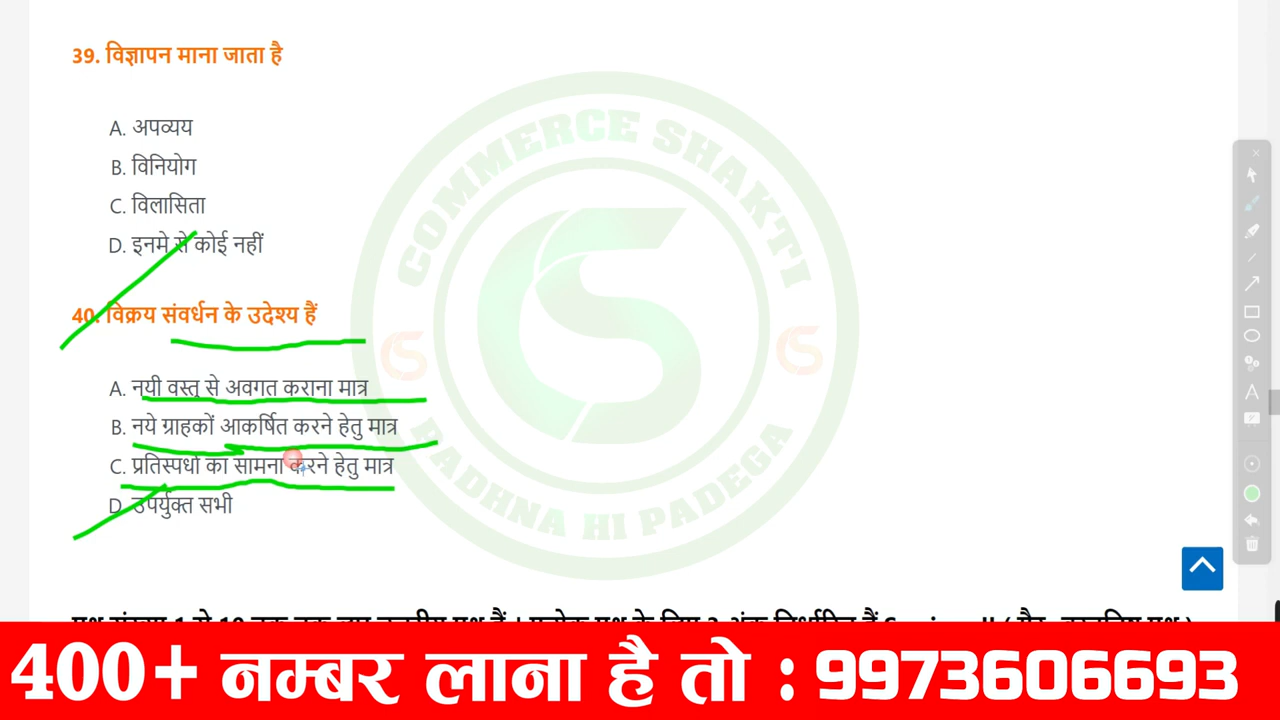 39. विज्ञापन माना जाता है
A. अपव्यय
B. विनियोग
C. विलासिता
D. इनमे से कोई नहीं
40. विक्रय संवर्धन के उदेश्य हैं
A. नयी वस्तु से अवगत कराना मात्र
B. नये ग्राहकों आकर्षित करने हेतु मात्र
C. प्रतिस्पर्धा का सामना करने हेतु मात्र
D. उपर्युक्त सभी
COMMERCE SHAKTI
PADHNA HI PADEGA
400+ नम्बर लाना है तो : 9973606693